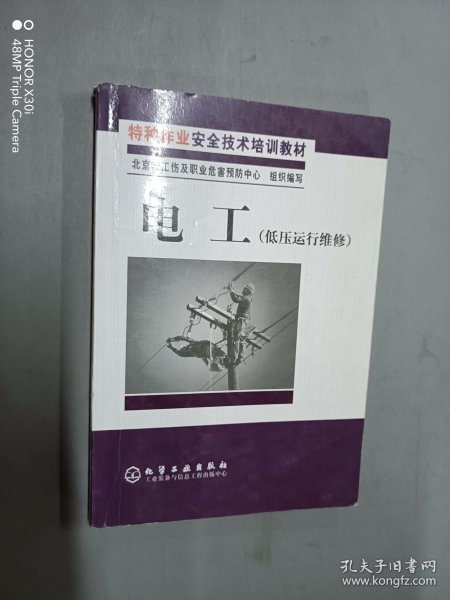 HONOR X30i
48MP Triple Camera
特种作业安全技术培训教材
北京市工伤及职业危害预防中心 组织编写
电工(低压运行维修)
化学工业出版社
工业装备与信息工程出版中心
孔夫子旧书网
www.kongfz.com